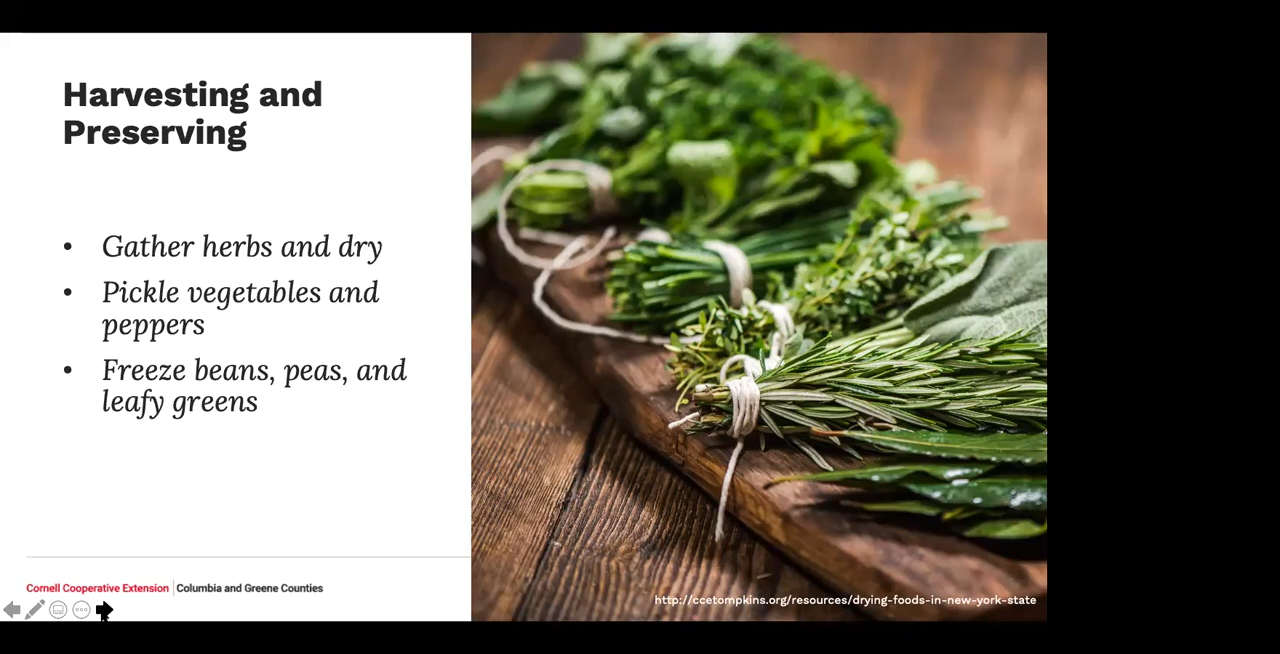 Harvesting and
Preserving
• Gather herbs and dry
• Pickle vegetables and
peppers
• Freeze beans, peas, and
leafy greens
Cornell Cooperative Extension | Columbia and Greene Counties
http://ccetompkins.org/resources/drying-foods-in-new-york-state